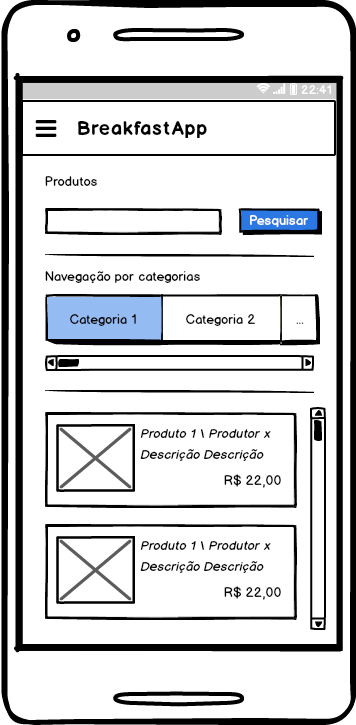 22:41
BreakfastApp
Produtos
Pesquisar
Navegação por categorias
Categoria 1 Categoria 2 ...
Produto 1 \ Produtor x
Descrição Descrição
R$ 22,00
Produto 1 \ Produtor x
Descrição Descrição
R$ 22,00